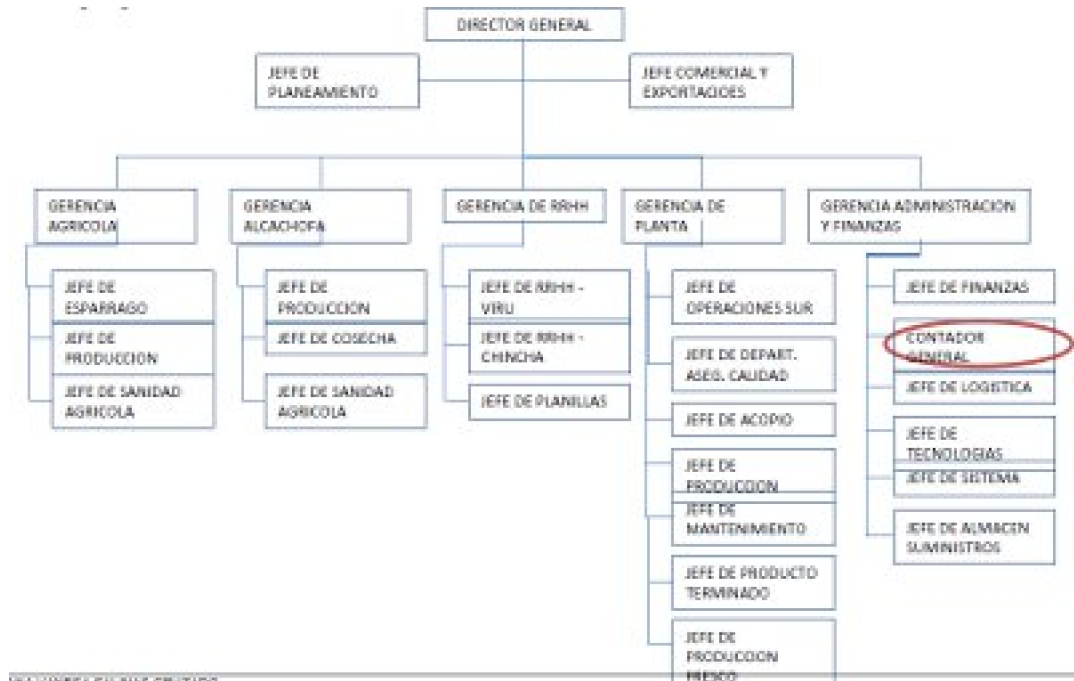 DIRECTOR GENERAL
JEFE DE
PLANEAMIENTO
JEFE COMERCIAL Y
EXPORTACIOES
GERENCIA
AGRICOLA
GERENCIA
ALCACHOFA
GERENCIA DE RRHH
GERENCIA DE
PLANTA
GERENCIA ADMINISTRACION
Y FINANZAS
JEFE DE
ESPARRAGO
JEFE DE
PRODUCCION
JEFE DE SANIDAD
AGRICOLA
JEFE DE
PRODUCCION
JEFE DE COSECHA
JEFE DE SANIDAD
AGRICOLA
JEFE DE RRHH -
VIRU
JEFE DE RRHH -
CHINCHA
JEFE DE PLANILLAS
JEFE DE
OPERACIONES SUR
JEFE DE DEPART.
ASEG. CALIDAD
JEFE DE ACOPIO
JEFE DE
PRODUCCION
JEFE DE
MANTENIMIENTO
JEFE DE PRODUCTO
TERMINADO
JEFE DE
PRODUCCION
FRESCO
JEFE DE FINANZAS
CONTADOR
GENERAL
JEFE DE LOGISTICA
JEFE DE
TECNOLOGIAS
JEFE DE SISTEMA
JEFE DE ALMACEN
SUMINISTROS